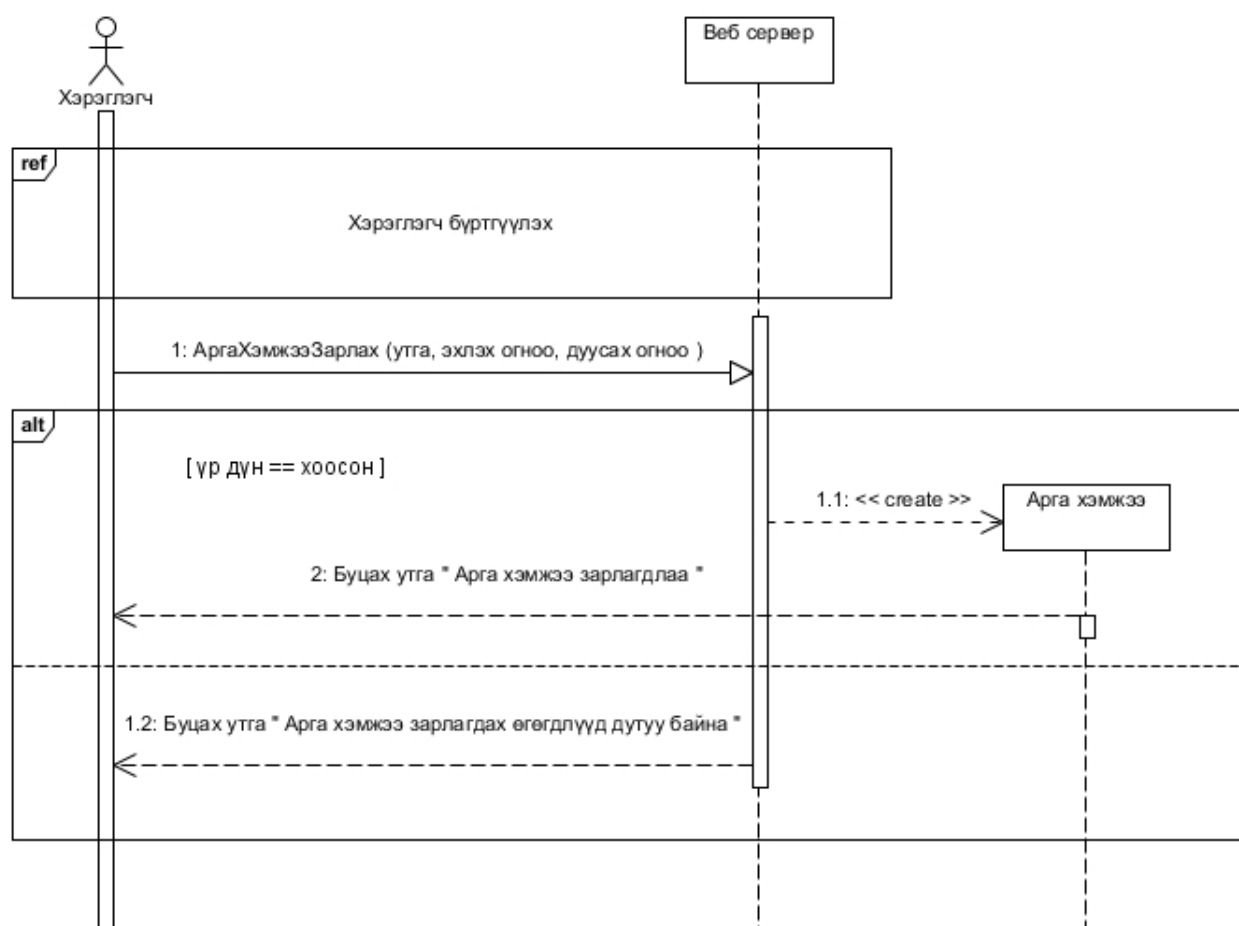 Хэрэглэгч
Веб сервер
ref
Хэрэглэгч бүртгүүлэх
1: АргаХэмжээЗарлах (утга, эхлэх огноо, дуусах огноо )
alt
[ үр дүн == хоосон ]
1.1: << create >>
Арга хэмжээ
2: Буцах утга " Арга хэмжээ зарлагдлаа "
1.2: Буцах утга " Арга хэмжээ зарлагдах өгөгдлүүд дутуу байна "